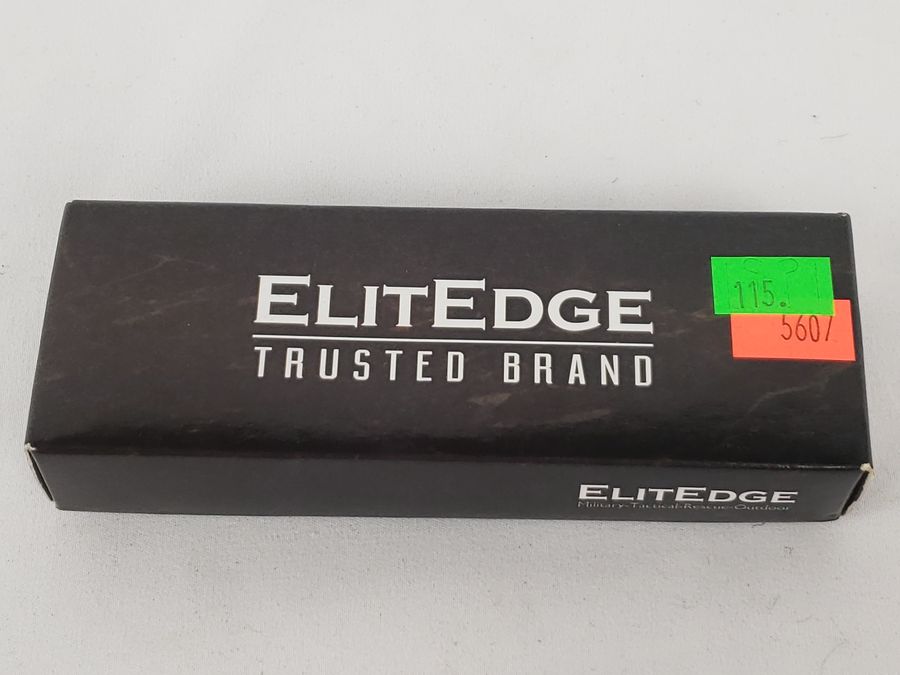 ELITEDGE
TRUSTED BRAND
115.
5607
ELITEDGE
Military-Tactical-Rescue-Outdoor